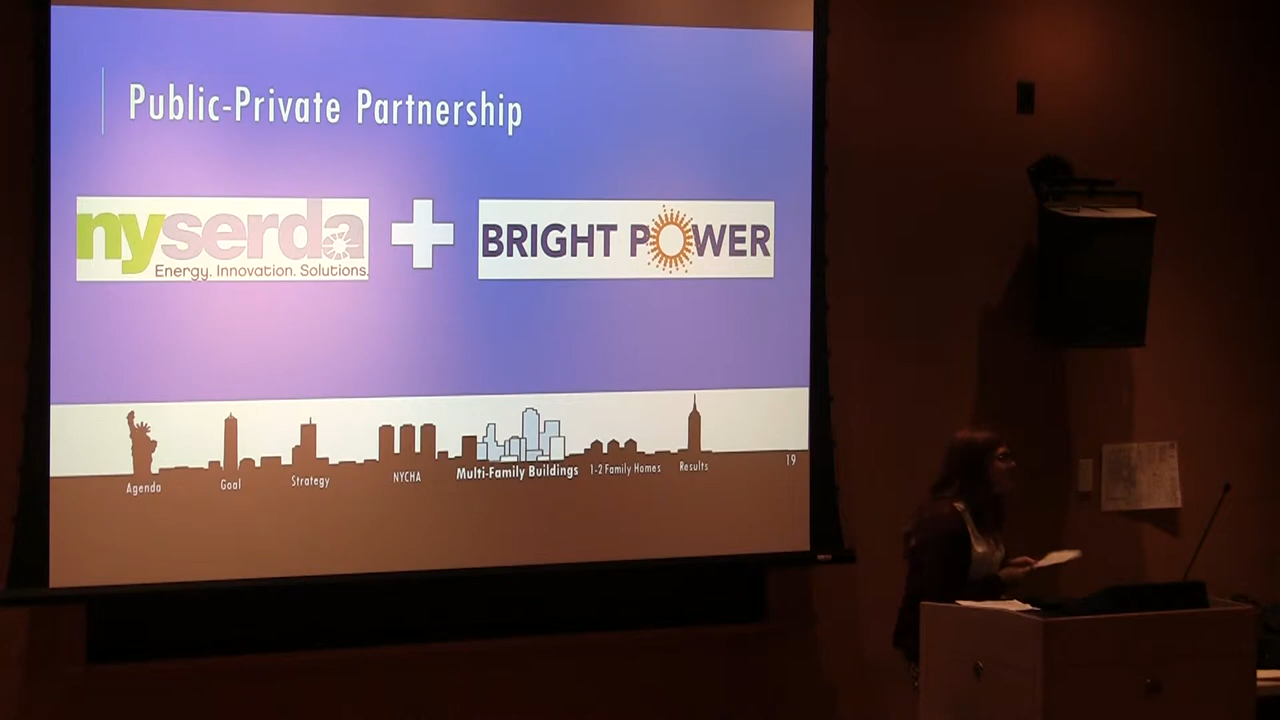 Public-Private Partnership
nyserda
Energy. Innovation. Solutions.
BRIGHT POWER
Agenda
Goal
Strategy
NYCHA
Multi-Family Buildings
1-2 Family Homes
Results
19